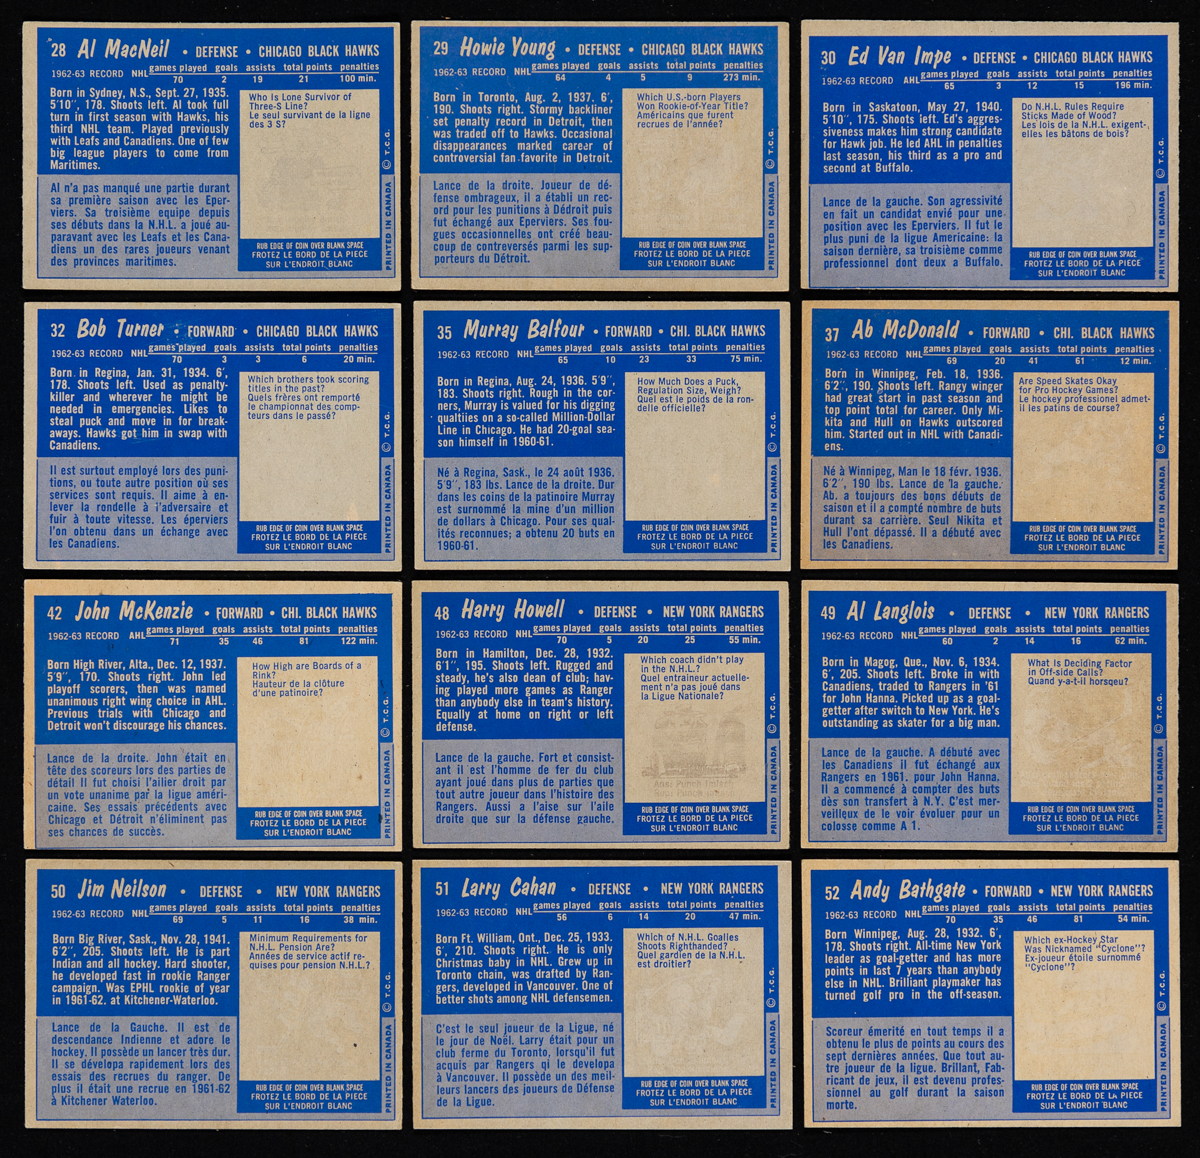 28 Al MacNeil • DEFENSE • CHICAGO BLACK HAWKS
games played goals assists total points penalties
1962-63 RECORD NHL 70 2 19 21 100 min.
Born in Sydney, N.S., Sept. 27, 1935.
5'10", 178. Shoots left. Al took full
turn in first season with Hawks, his
third NHL team. Played previously
with Leafs and Canadiens. One of few
big league players to come from
Maritimes.
Al n'a pas manqué une partie durant
sa première saison avec les Eper-
viers. Sa troisième equipe depuis
ses débuts dans la N.H.L. a joué au-
paravant avec les Leafs et les Cana-
diens un des rares joueurs venant
des provinces maritimes.
Who Is Lone Survivor of
Three-S Line?
Le seul survivant de la ligne
des 3 S?
RUB EDGE OF COIN OVER BLANK SPACE
FROTEZ LE BORD DE LA PIECE
SUR L'ENDROIT BLANC
PRINTED IN CANADA © T.C.G.
29 Howie Young • DEFENSE • CHICAGO BLACK HAWKS
games played goals assists total points penalties
1962-63 RECORD NHL 64 4 5 9 273 min.
Born in Toronto, Aug. 2, 1937. 6',
190. Shoots right. Stormy backliner
set penalty record in Detroit, then
was traded off to Hawks. Occasional
disappearances marked career of
controversial fan favorite in Detroit.
Lance de la droite. Joueur de dé-
fense ombrageux, il a établi un re-
cord pour les punitions à Dédroit puis
fut échangé aux Eperviers. Ses fou-
gues occasionnelles ont créé beau-
coup de controversés parmi les sup-
porteurs du Détroit.
Which U.S.-born Players
Won Rookie-of-Year Title?
Américains que furent
recrues de l'année?
RUB EDGE OF COIN OVER BLANK SPACE
FROTEZ LE BORD DE LA PIECE
SUR L'ENDROIT BLANC
PRINTED IN CANADA © T.C.G.
30 Ed Van Impe • DEFENSE • CHICAGO BLACK HAWKS
games played goals assists total points penalties
1962-63 RECORD AHL 65 3 12 15 196 min.
Born in Saskatoon, May 27, 1940.
5'10", 175. Shoots left. Ed's aggres-
siveness makes him strong candidate
for Hawk job. He led AHL in penalties
last season, his third as a pro and
second at Buffalo.
Lance de la gauche. Son agressivité
en fait un candidat envié pour une
position avec les Eperviers. Il fut le
plus puni de la ligue Americaine: la
saison dernière, sa troisième comme
professionel dont deux a Buffalo.
Do N.H.L. Rules Require
Sticks Made of Wood?
Les lois de la N.H.L. exigent-
elles les bâtons de bois?
RUB EDGE OF COIN OVER BLANK SPACE
FROTEZ LE BORD DE LA PIECE
SUR L'ENDROIT BLANC
PRINTED IN CANADA © T.C.G.
32 Bob Turner • FORWARD • CHICAGO BLACK HAWKS
games played goals assists total points penalties
1962-63 RECORD NHL 70 3 3 6 20 min.
Born in Regina, Jan. 31, 1934. 6',
178. Shoots left. Used as penalty-
killer and wherever he might be
needed in emergencies. Likes to
steal puck and move in for break-
aways. Hawks got him in swap with
Canadiens.
Il est surtout employé lors des puni-
tions, ou toute autre position où ses
services sont requis. Il aime à en-
lever la rondelle à i'adversaire et
fuir à toute vitesse. Les éperviers
l'on obtenu dans un échange avec
les Canadiens.
Which brothers took scoring
titles in the past?
Quels frères ont remporté
le championnat des comp-
teurs dans le passé?
RUB EDGE OF COIN OVER BLANK SPACE
FROTEZ LE BORD DE LA PIECE
SUR L'ENDROIT BLANC
PRINTED IN CANADA © T.C.G.
35 Murray Balfour • FORWARD • CHI. BLACK HAWKS
games played goals assists total points penalties
1962-63 RECORD NHL 65 10 23 33 75 min.
Born in Regina, Aug. 24, 1936. 5'9",
183. Shoots right. Rough in the cor-
ners, Murray is valued for his digging
qualtiies on a so-called Million-Dollar
Line in Chicago. He had 20-goal sea-
son himself in 1960-61.
Né à Regina, Sask., le 24 août 1936.
5'9", 183 lbs. Lance de la droite. Dur
dans les coins de la patinoire Murray
est surnommé la mine d'un million
de dollars à Chicago. Pour ses qual-
ités reconnues; a obtenu 20 buts en
1960-61.
How Much Does a Puck,
Regulation Size, Weigh?
Quel est le poids de la ron-
delle officielle?
RUB EDGE OF COIN OVER BLANK SPACE
FROTEZ LE BORD DE LA PIECE
SUR L'ENDROIT BLANC
PRINTED IN CANADA © T.C.G.
37 Ab McDonald • FORWARD • CHI. BLACK HAWKS
games played goals assists total points penalties
1962-63 RECORD NHL 69 20 41 61 12 min.
Born in Winnipeg, Feb. 18, 1936.
6'2", 190. Shoots left. Rangy winger
had great start in past season and
top point total for career. Only Mi-
kita and Hull on Hawks outscored
him. Started out in NHL with Canadi-
ens.
Né à Winnipeg, Man le 18 févr. 1936.
6'2", 190 lbs. Lance de la gauche.
Ab. a toujours des bons débuts de
saison et il a compté nombre de buts
durant sa carrière. Seul Nikita et
Hull l'ont dépassé. Il a débuté avec
les Canadiens.
Are Speed Skates Okay
for Pro Hockey Games?
Le hockey professionel admet-
il les patins de course?
RUB EDGE OF COIN OVER BLANK SPACE
FROTEZ LE BORD DE LA PIECE
SUR L'ENDROIT BLANC
PRINTED IN CANADA © T.C.G.
42 John McKenzie • FORWARD • CHI. BLACK HAWKS
games played goals assists total points penalties
1962-63 RECORD AHL 71 35 46 81 122 min.
Born High River, Alta., Dec. 12, 1937.
5'9", 170. Shoots right. John led
playoff scorers, then was named
unanimous right wing choice in AHL.
Previous trials with Chicago and
Detroit won't discourage his chances.
Lance de la droite. John était en
tête des scoreurs lors des parties de
détail Il fut choisi l'ailier droit par
un vote unanime par la ligue améri-
caine. Ses essais précédents avec
Chicago et Détroit n'éliminent pas
ses chances de succès.
How High are Boards of a
Rink?
Hauteur de la clôture
d'une patinoire?
RUB EDGE OF COIN OVER BLANK SPACE
FROTEZ LE BORD DE LA PIECE
SUR L'ENDROIT BLANC
PRINTED IN CANADA © T.C.G.
48 Harry Howell • DEFENSE • NEW YORK RANGERS
games played goals assists total points penalties
1962-63 RECORD NHL 70 5 20 25 55 min.
Born in Hamilton, Dec. 28, 1932.
6'1", 195. Shoots left. Rugged and
steady, he's also dean of club; hav-
ing played more games as Ranger
than anybody else in team's history.
Equally at home on right or left
defense.
Lance de la gauche. Fort et consist-
ant il est l'homme de fer du club
ayant joué dans plus de parties que
tout autre joueur dans l'histoire des
Rangers. Aussi a l'aise sur l'aile
droite que sur la défense gauche.
Which coach didn't play
in the N.H.L.?
Quel entraineur actuelle-
ment n'a pas joué dans
la Ligue Nationale?
RUB EDGE OF COIN OVER BLANK SPACE
FROTEZ LE BORD DE LA PIECE
SUR L'ENDROIT BLANC
PRINTED IN CANADA © T.C.G.
49 Al Langlois • DEFENSE • NEW YORK RANGERS
games played goals assists total points penalties
1962-63 RECORD NHL 60 2 14 16 62 min.
Born in Magog, Que., Nov. 6, 1934.
6', 205. Shoots left. Broke in with
Canadiens, traded to Rangers in '61
for John Hanna. Picked up as a goal-
getter after switch to New York. He's
outstanding as skater for a big man.
Lance de la gauche. A débuté avec
les Canadiens il fut échangé aux
Rangers en 1961. pour John Hanna.
Il a commencé à compter des buts
dès son transfert à N.Y. C'est mer-
veilleux de le voir évoluer pour un
colosse comme A 1.
What Is Deciding Factor
in Off-side Calls?
Quand y-a-t-il horsqeu?
RUB EDGE OF COIN OVER BLANK SPACE
FROTEZ LE BORD DE LA PIECE
SUR L'ENDROIT BLANC
PRINTED IN CANADA © T.C.G.
50 Jim Neilson • DEFENSE • NEW YORK RANGERS
games played goals assists total points penalties
1962-63 RECORD NHL 69 5 11 16 38 min.
Born Big River, Sask., Nov. 28, 1941.
6'2", 205. Shoots left. He is part
Indian and all hockey. Hard shooter,
he developed fast in rookie Ranger
campaign. Was EPHL rookie of year
in 1961-62. at Kitchener-Waterloo.
Lance de la Gauche. Il est de
descendance Indienne et adore le
hockey. Il possède un lancer très dur.
Il se dévelopa rapidement lors des
essais des recrues du ranger. De
plus il était une recrue en 1961-62
à Kitchener Waterloo.
Minimum Requirements for
N.H.L. Pension Are?
Années de service actif re-
quises pour pension N.H.L.?
RUB EDGE OF COIN OVER BLANK SPACE
FROTEZ LE BORD DE LA PIECE
SUR L'ENDROIT BLANC
PRINTED IN CANADA © T.C.G.
51 Larry Cahan • DEFENSE • NEW YORK RANGERS
games played goals assists total points penalties
1962-63 RECORD NHL 56 6 14 20 47 min.
Born Ft. William, Ont., Dec. 25, 1933.
6', 210. Shoots right. He is only
Christmas baby in NHL. Grew up in
Toronto chain, was drafted by Ran-
gers, developed in Vancouver. One of
better shots among NHL defensemen.
C'est le seul joueur de la Ligue, né
le jour de Noël. Larry était pour un
club ferme du Toronto, lorsqu'il fut
acquis par Rangers qi le developa
à Vancouver. Il possède un des meil-
leurs lancers des joueurs de Défense
de la Ligue.
Which of N.H.L. Goalies
Shoots Righthanded?
Quel gardien de la N.H.L.
est droitier?
RUB EDGE OF COIN OVER BLANK SPACE
FROTEZ LE BORD DE LA PIECE
SUR L'ENDROIT BLANC
PRINTED IN CANADA © T.C.G.
52 Andy Bathgate • FORWARD • NEW YORK RANGERS
games played goals assists total points penalties
1962-63 RECORD NHL 70 35 46 81 54 min.
Born Winnipeg, Aug. 28, 1932. 6',
178. Shoots right. All-time New York
leader as goal-getter and has more
points in last 7 years than anybody
else in NHL. Brilliant playmaker has
turned golf pro in the off-season.
Scoreur émerité en tout temps il a
obtenu le plus de points au cours des
sept dernières années. Que tout au-
tre joueur de la ligue. Brillant, Fab-
ricant de jeux, il est devenu profes-
sionnel au golf durant la saison
morte.
Which ex-Hockey Star
Was Nicknamed "Cyclone"?
Ex-joueur étoile surnommé
"Cyclone"?
RUB EDGE OF COIN OVER BLANK SPACE
FROTEZ LE BORD DE LA PIECE
SUR L'ENDROIT BLANC
PRINTED IN CANADA © T.C.G.